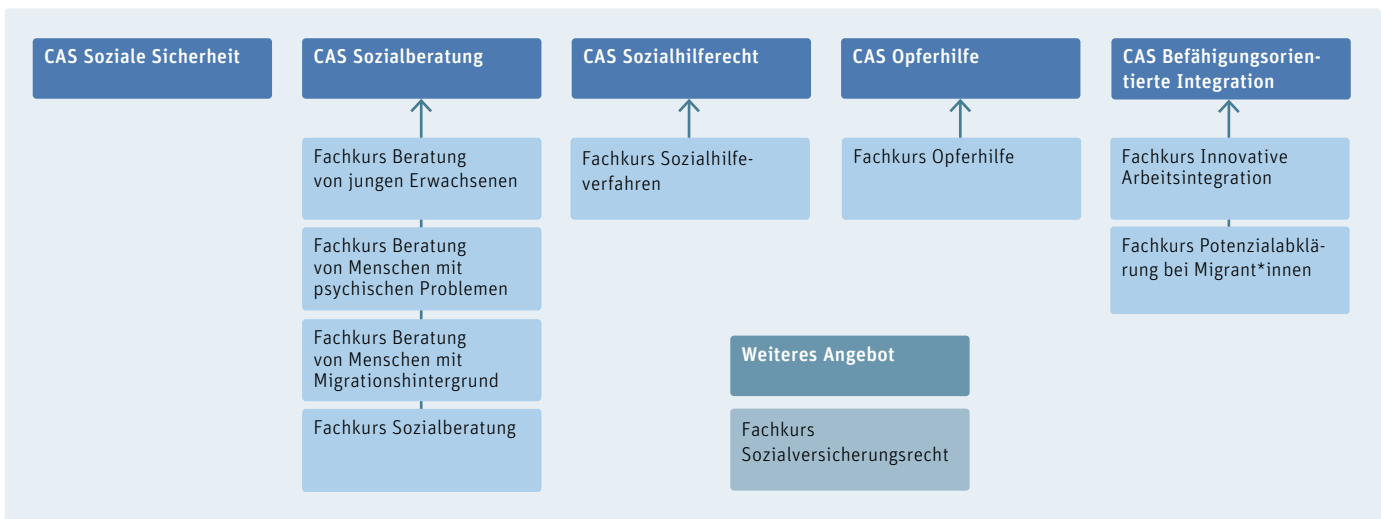 CAS Soziale Sicherheit
CAS Sozialberatung
Fachkurs Beratung
von jungen Erwachsenen
Fachkurs Beratung
von Menschen mit
psychischen Problemen
Fachkurs Beratung
von Menschen mit
Migrationshintergrund
Fachkurs Sozialberatung
CAS Sozialhilferecht
Fachkurs Sozialhilfe-
verfahren
CAS Opferhilfe
Fachkurs Opferhilfe
CAS Befähigungsorien-
tierte Integration
Fachkurs Innovative
Arbeitsintegration
Fachkurs Potenzialabklä-
rung bei Migrant*innen
Weiteres Angebot
Fachkurs
Sozialversicherungsrecht